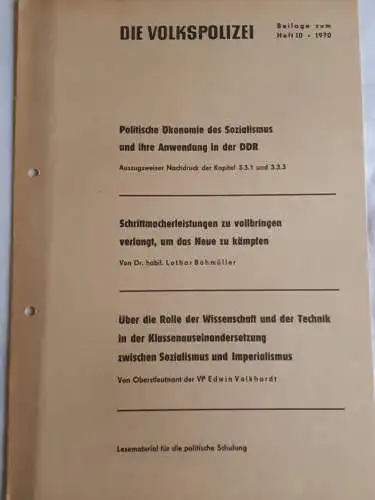 DIE VOLKSPOLIZEI
Beilage zum
Heft 10 · 1970
Politische Ökonomie des Sozialismus
und ihre Anwendung in der DDR
Auszugsweiser Nachdruck der Kapitel 3.3.1 und 3.3.3
Schrittmacherleistungen zu vollbringen
verlangt, um das Neue zu kämpfen
Von Dr. habil. Lothar Bohmüller
Über die Rolle der Wissenschaft und der Technik
in der Klassenauseinandersetzung
zwischen Sozialismus und Imperialismus
Von Oberstleutnant der VP Edwin Volkhardt
Lesematerial für die politische Schulung